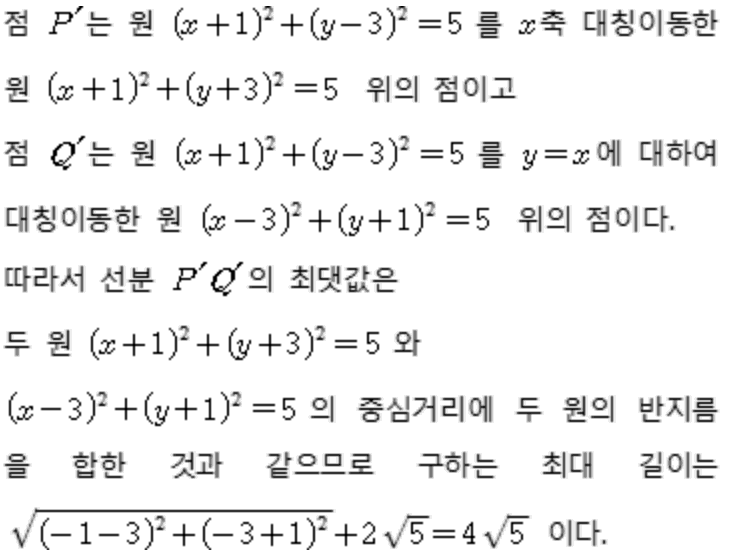 점 P′는 원 (x+1)²+(y−3)²=5 를 x축 대칭이동한
원 (x+1)²+(y+3)²=5 위의 점이고
점 Q′는 원 (x+1)²+(y−3)²=5 를 y=x에 대하여
대칭이동한 원 (x−3)²+(y+1)²=5 위의 점이다.
따라서 선분 P′Q′의 최댓값은
두 원 (x+1)²+(y+3)²=5 와
(x−3)²+(y+1)²=5 의 중심거리에 두 원의 반지름
을 합한 것과 같으므로 구하는 최대 길이는
√((−1−3)²+(−3+1)²)+2√5=4√5 이다.